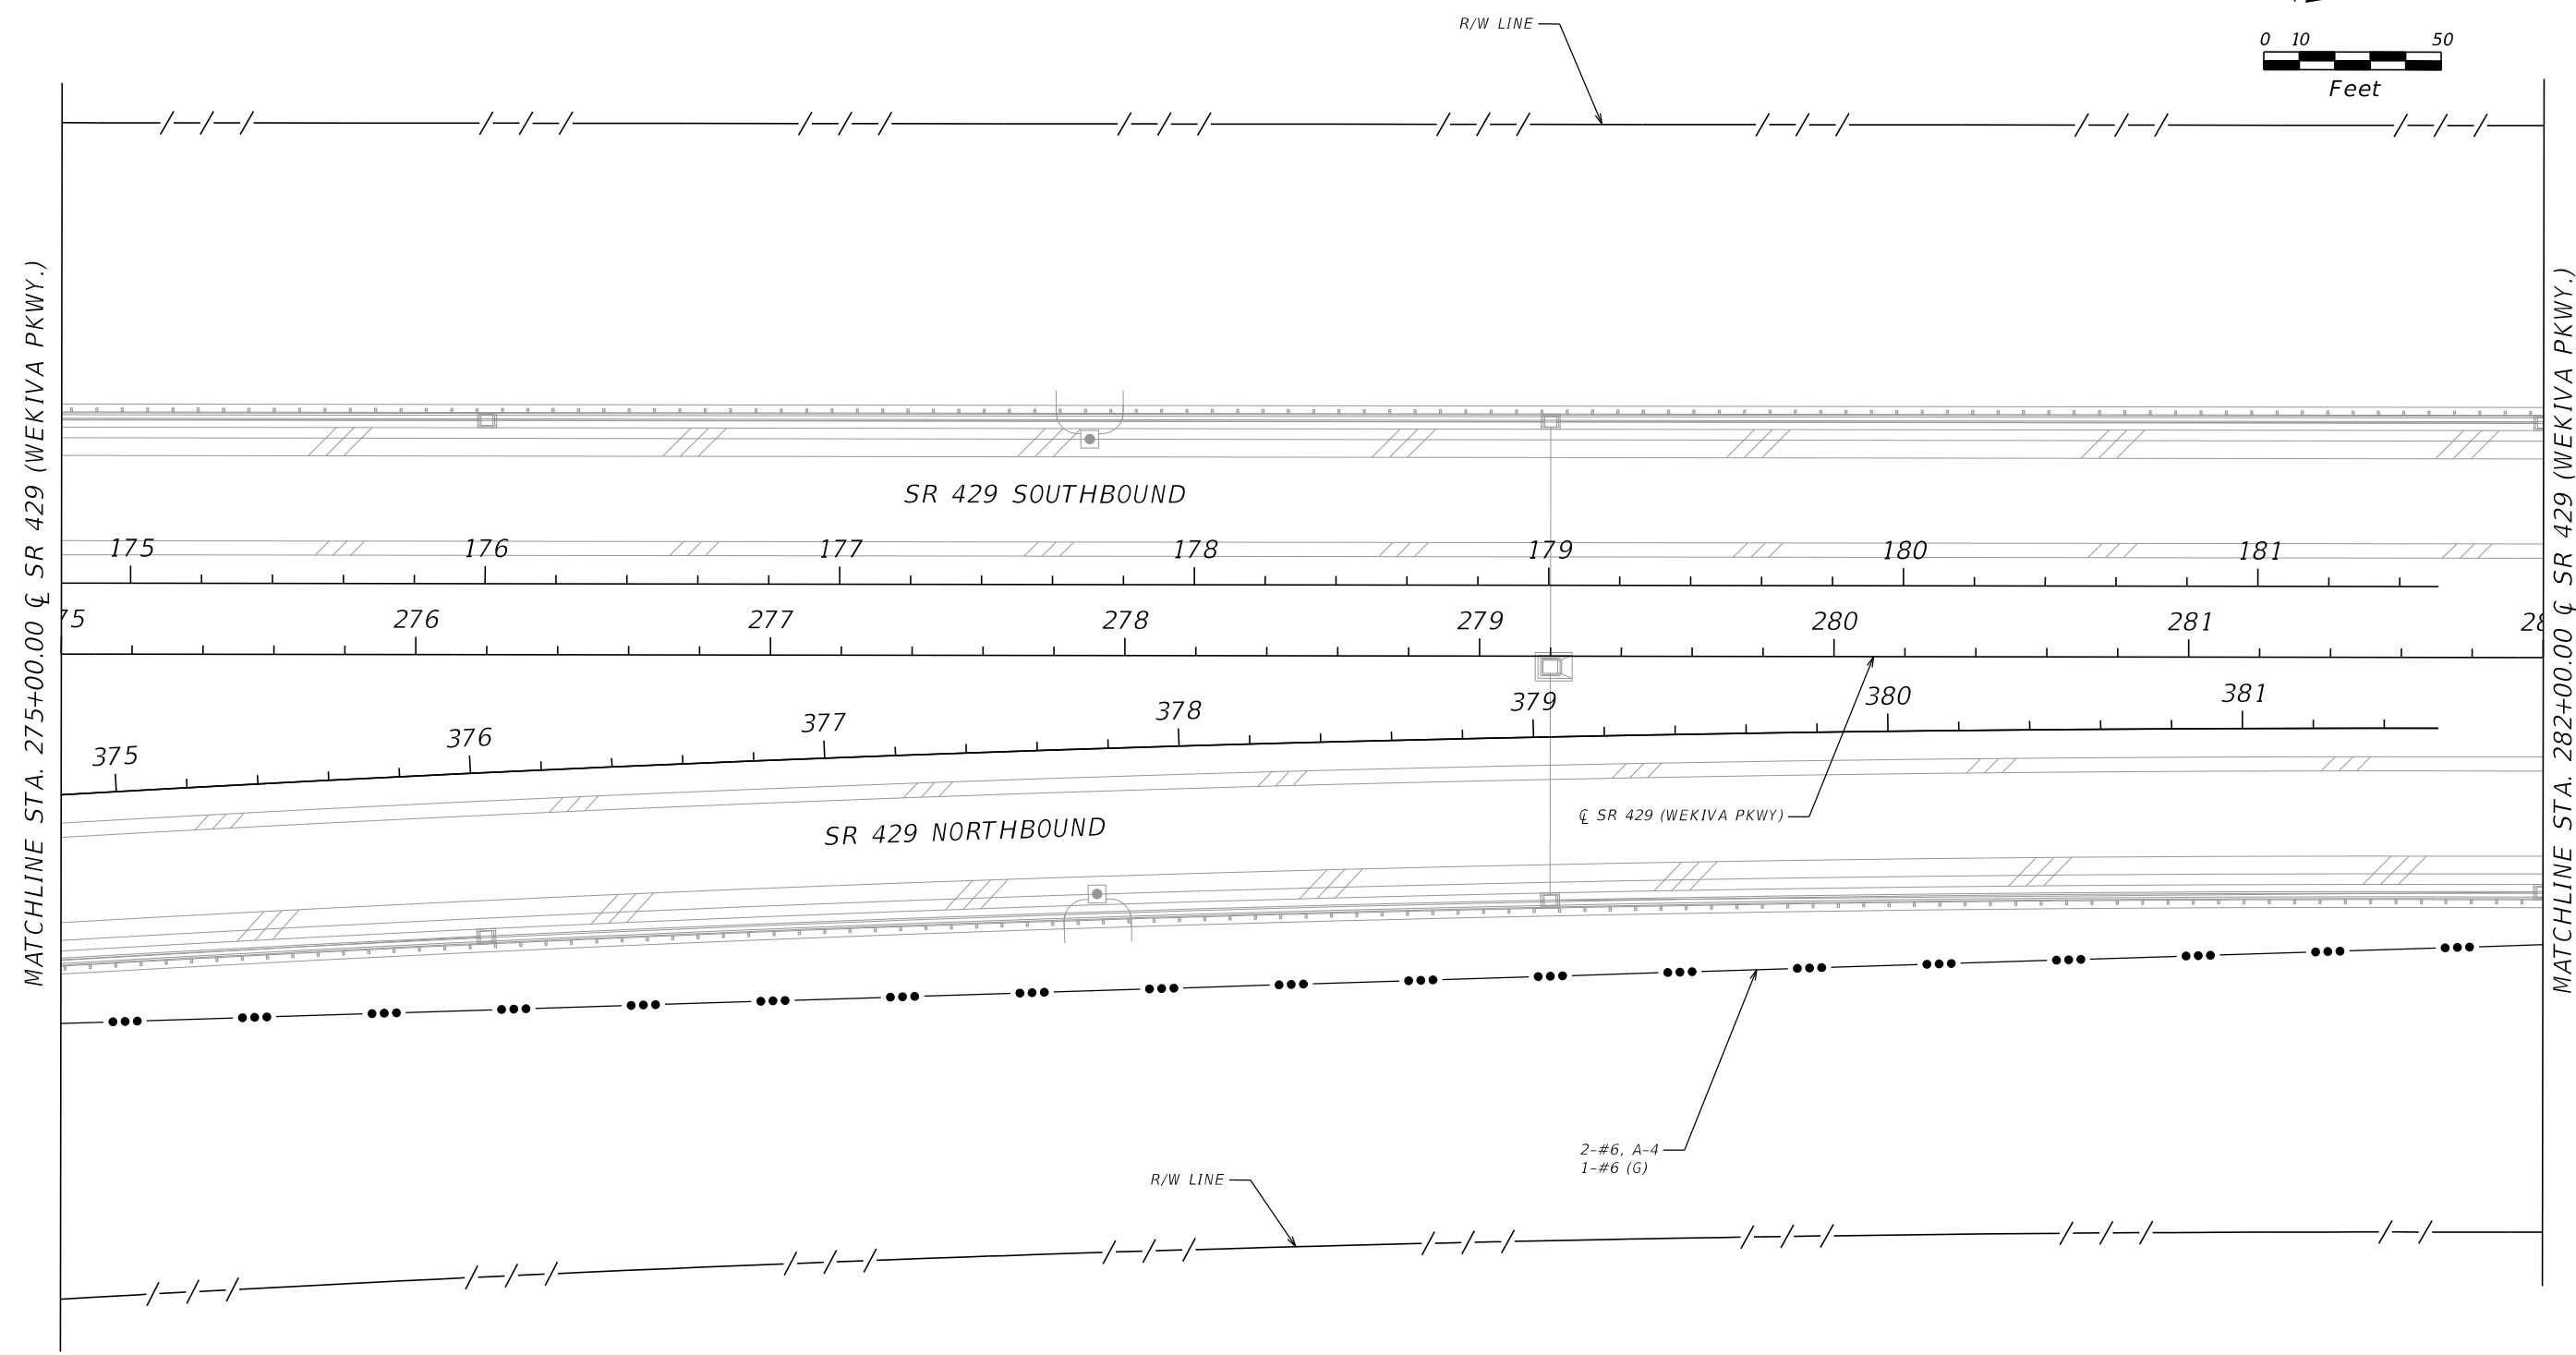 R/W LINE
0 10 50
Feet
MATCHLINE STA. 275+00.00 ℄ SR 429 (WEKIVA PKWY.)
MATCHLINE STA. 282+00.00 ℄ SR 429 (WEKIVA PKWY.)
SR 429 SOUTHBOUND
175 176 177 178 179 180 181
75 276 277 278 279 280 281 28
375 376 377 378 379 380 381
℄ SR 429 (WEKIVA PKWY)
SR 429 NORTHBOUND
2-#6, A-4
1-#6 (G)
R/W LINE